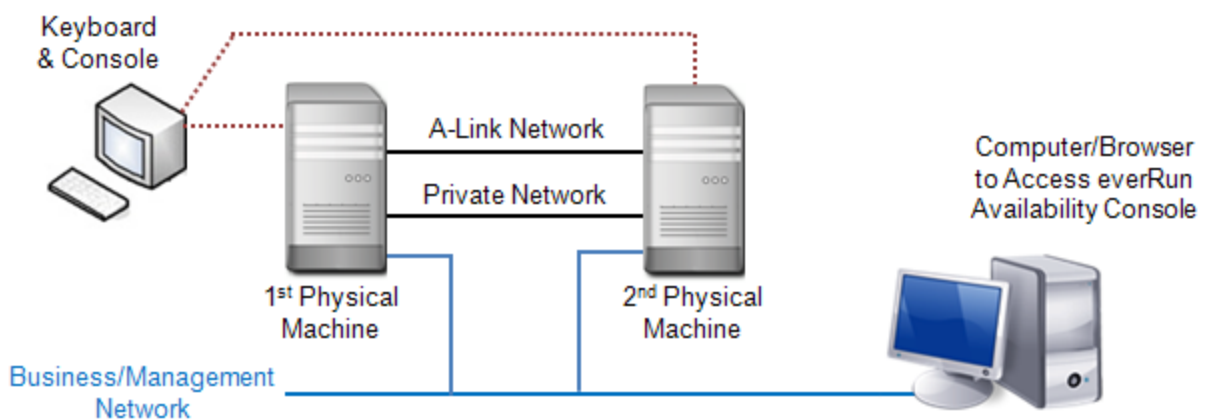 Keyboard
& Console
A-Link Network
Private Network
Computer/Browser
to Access everRun
Availability Console
1st Physical
Machine
2nd Physical
Machine
Business/Management
Network